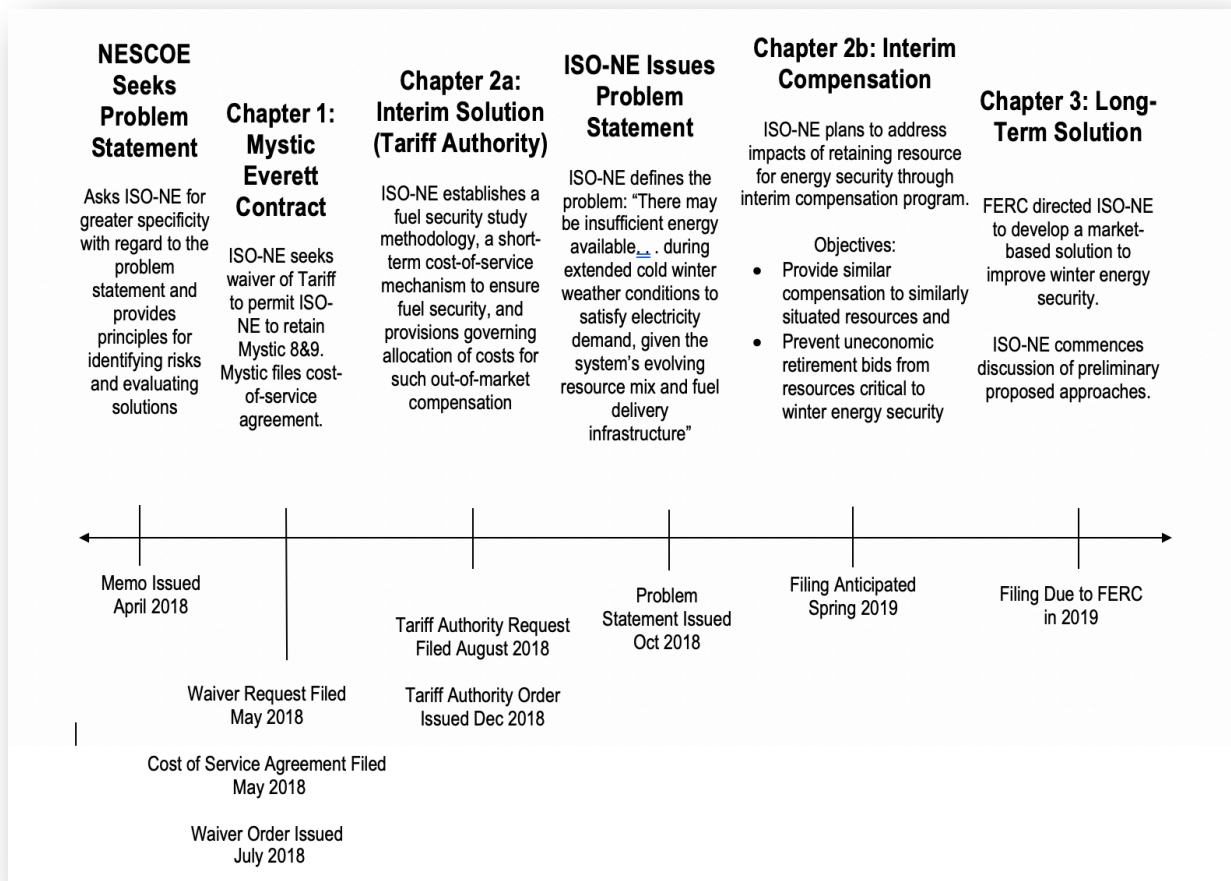 NESCOE
Seeks
Problem
Statement
Asks ISO-NE for
greater specificity
with regard to the
problem
statement and
provides
principles for
identifying risks
and evaluating
solutions
Chapter 1:
Mystic
Everett
Contract
ISO-NE seeks
waiver of Tariff
to permit ISO-
NE to retain
Mystic 8&9.
Mystic files cost-
of-service
agreement.
Chapter 2a:
Interim Solution
(Tariff Authority)
ISO-NE establishes a
fuel security study
methodology, a short-
term cost-of-service
mechanism to ensure
fuel security, and
provisions governing
allocation of costs for
such out-of-market
compensation
ISO-NE Issues
Problem
Statement
ISO-NE defines the
problem: “There may
be insufficient energy
available. . . during
extended cold winter
weather conditions to
satisfy electricity
demand, given the
system’s evolving
resource mix and fuel
delivery
infrastructure”
Chapter 2b: Interim
Compensation
ISO-NE plans to address
impacts of retaining resource
for energy security through
interim compensation program.
Objectives:
• Provide similar
compensation to similarly
situated resources and
• Prevent uneconomic
retirement bids from
resources critical to
winter energy security
Chapter 3: Long-
Term Solution
FERC directed ISO-NE
to develop a market-
based solution to
improve winter energy
security.
ISO-NE commences
discussion of preliminary
proposed approaches.
Memo Issued
April 2018
Waiver Request Filed
May 2018
Cost of Service Agreement Filed
May 2018
Waiver Order Issued
July 2018
Tariff Authority Request
Filed August 2018
Tariff Authority Order
Issued Dec 2018
Problem
Statement Issued
Oct 2018
Filing Anticipated
Spring 2019
Filing Due to FERC
in 2019